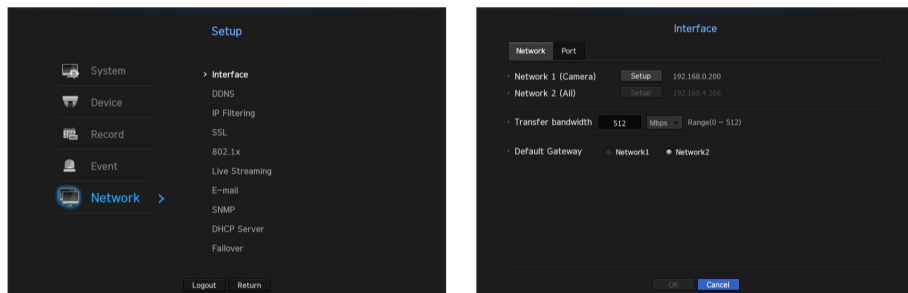 Setup
System
Device
Record
Event
Network >
> Interface
DDNS
IP Filtering
SSL
802.1x
Live Streaming
E-mail
SNMP
DHCP Server
Failover
Logout Return
Interface
Network Port
· Network 1 (Camera) Setup 192.168.0.200
· Network 2 (All) Setup 192.168.4.206
· Transfer bandwidth 512 Mbps Range(0 ~ 512)
· Default Gateway Network1 Network2
OK Cancel